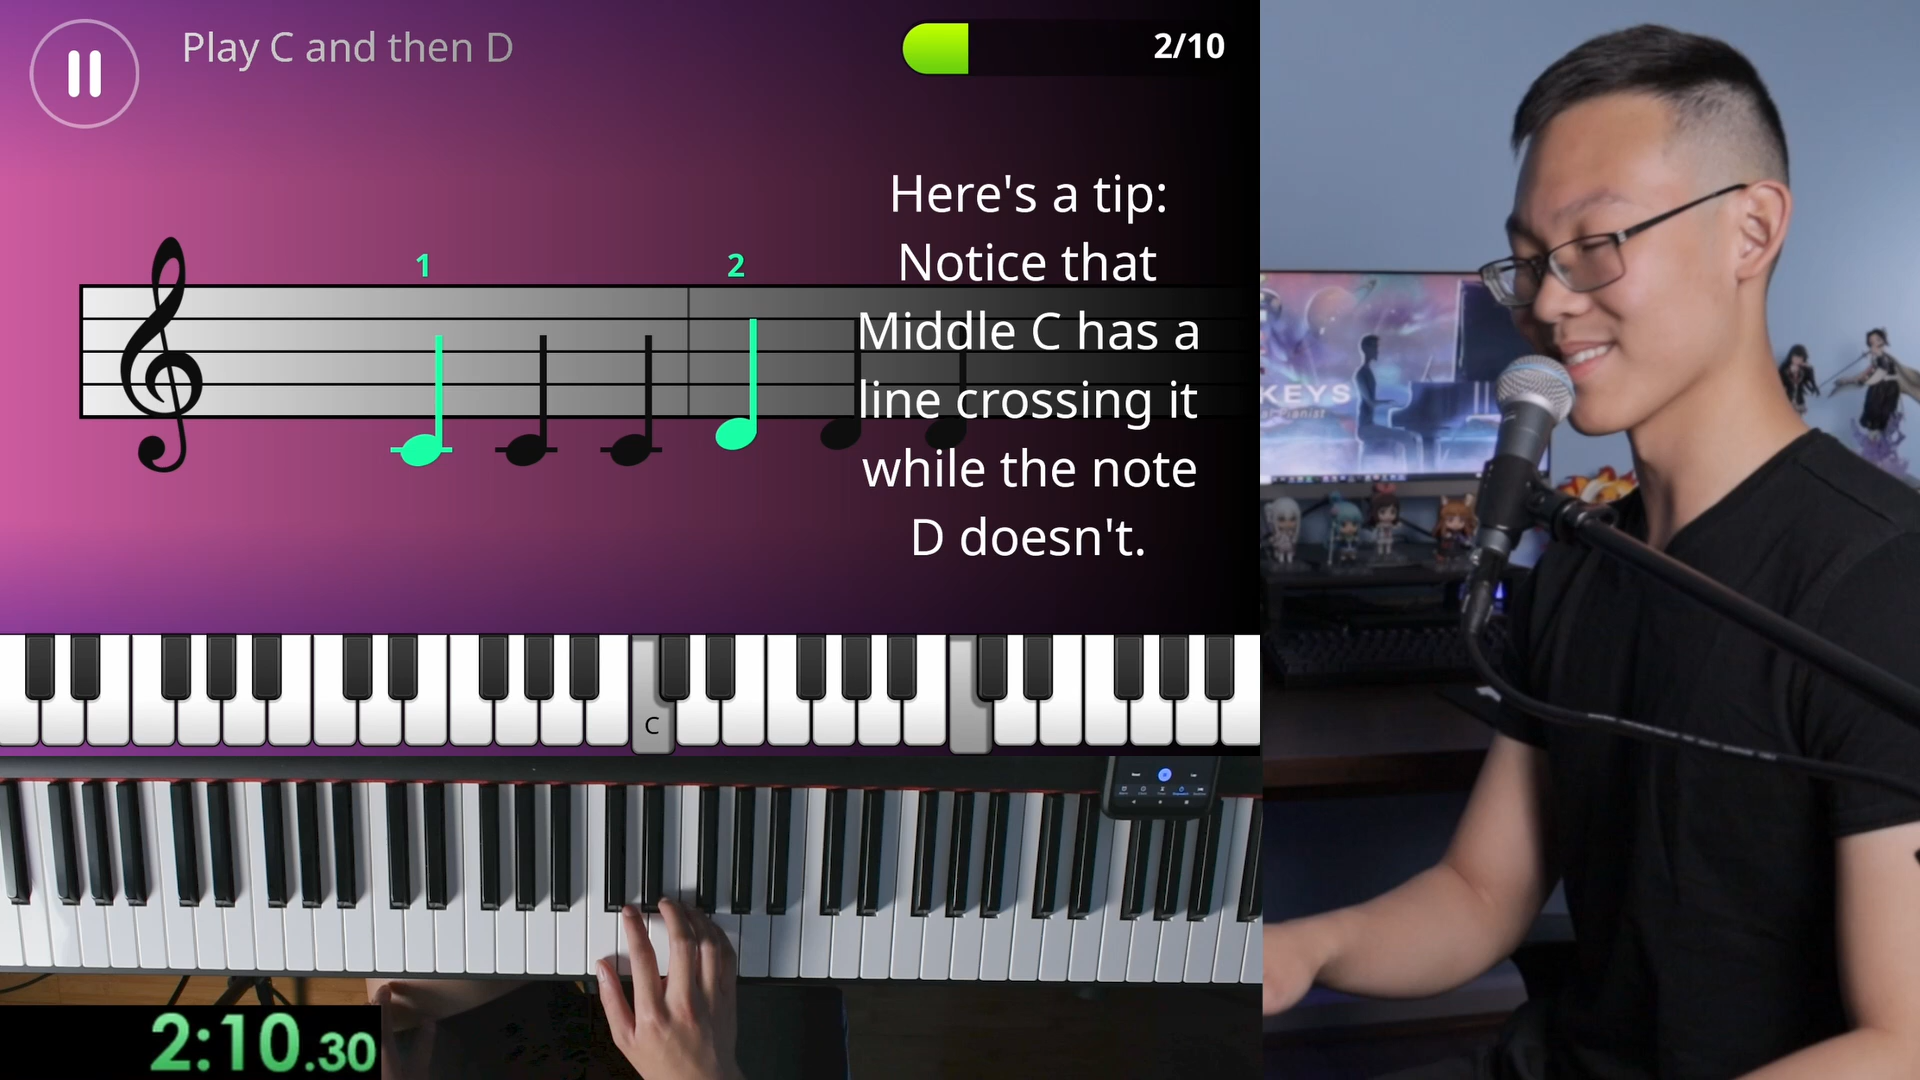 Play C and then D
2/10
Here's a tip:
Notice that
Middle C has a
line crossing it
while the note
D doesn't.
1
2
C
KEYS
Pianist
2:10.30